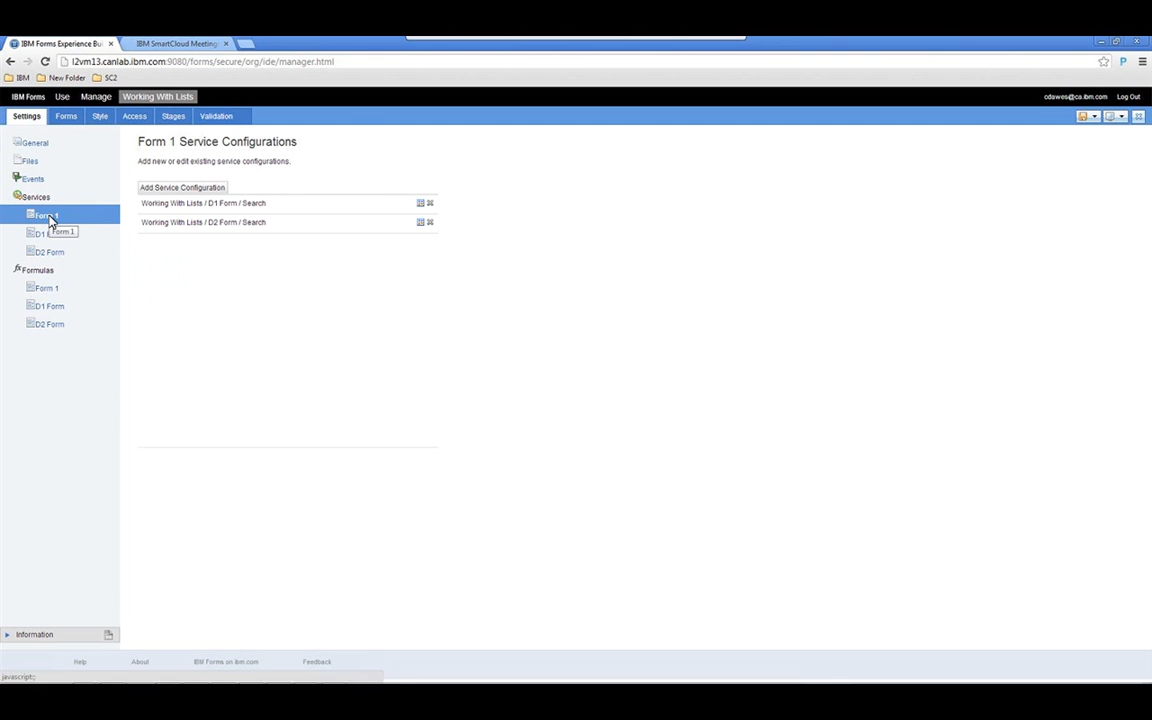 IBM Forms Experience Bu
IBM SmartCloud Meeting
l2vm13.canlab.ibm.com:9080/forms/secure/org/ide/manager.html
IBM
New Folder
SC2
IBM Forms
Use
Manage
Working With Lists
cdawes@ca.ibm.com
Log Out
Settings
Forms
Style
Access
Stages
Validation
General
Files
Events
Services
Form 1
Form 1
D1
D2 Form
Formulas
Form 1
D1 Form
D2 Form
Form 1 Service Configurations
Add new or edit existing service configurations.
Add Service Configuration
Working With Lists / D1 Form / Search
Working With Lists / D2 Form / Search
Information
Help
About
IBM Forms on ibm.com
Feedback
javascript:;